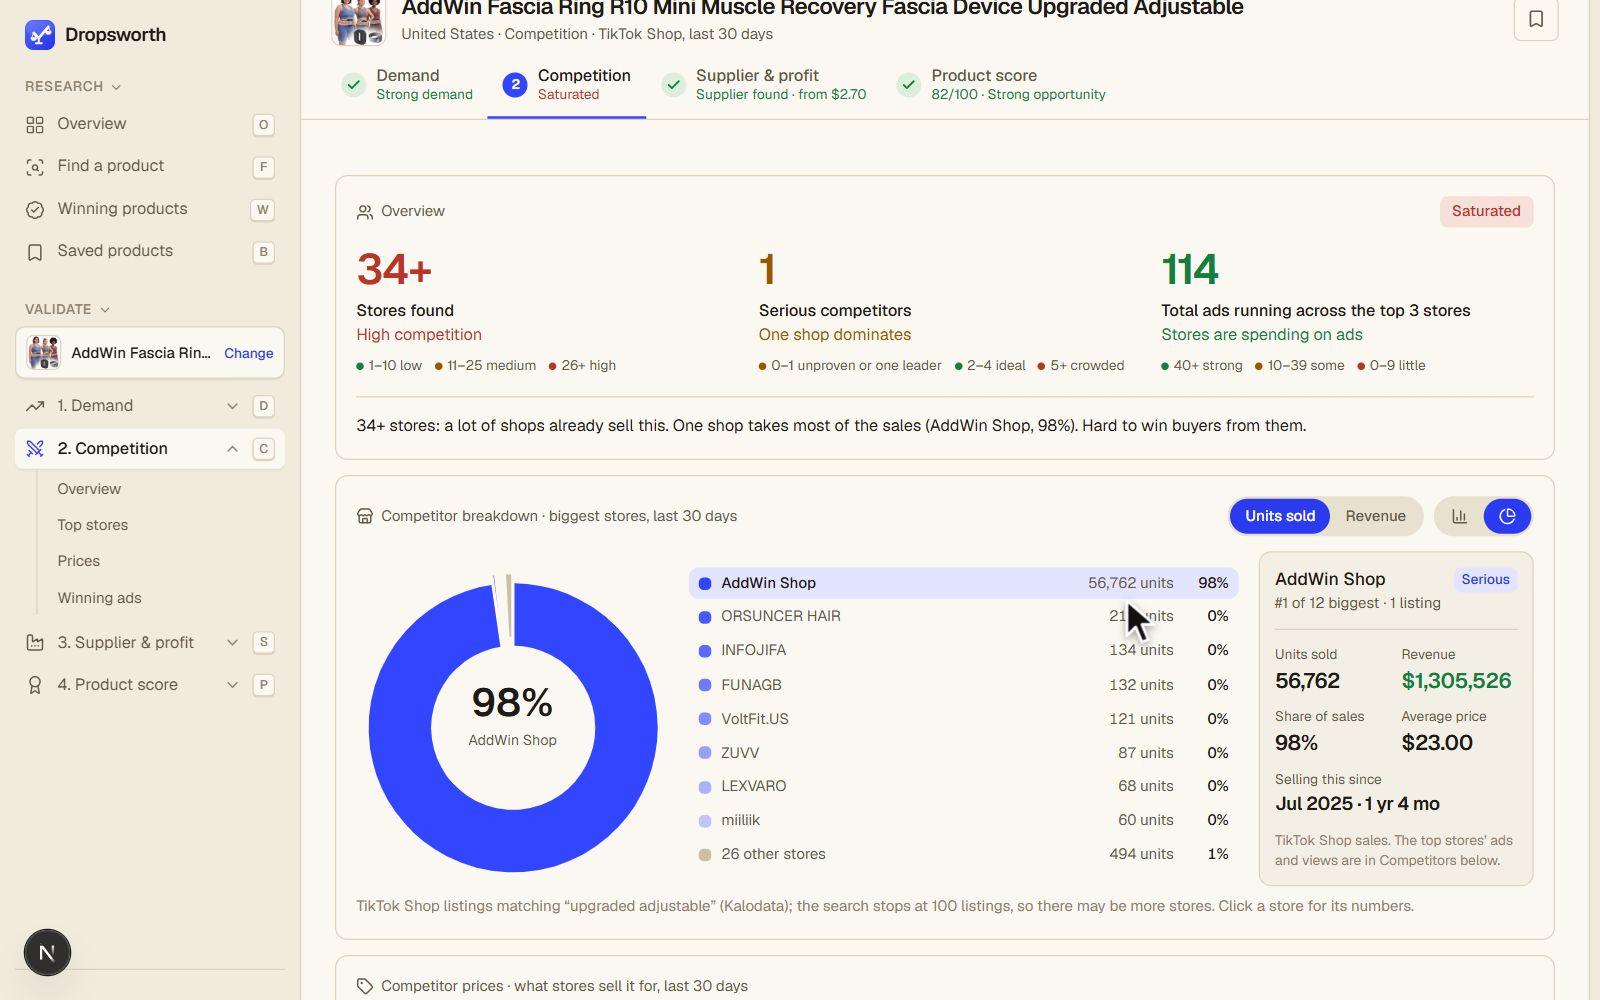 Dropsworth
RESEARCH
Overview O
Find a product F
Winning products W
Saved products B
VALIDATE
AddWin Fascia Rin... Change
1. Demand D
2. Competition C
Overview
Top stores
Prices
Winning ads
3. Supplier & profit S
4. Product score P
N
AddWin Fascia Ring R10 Mini Muscle Recovery Fascia Device Upgraded Adjustable
United States · Competition · TikTok Shop, last 30 days
Demand
Strong demand
2
Competition
Saturated
Supplier & profit
Supplier found · from $2.70
Product score
82/100 · Strong opportunity
Overview
Saturated
34+
Stores found
High competition
1–10 low 11–25 medium 26+ high
1
Serious competitors
One shop dominates
0–1 unproven or one leader 2–4 ideal 5+ crowded
114
Total ads running across the top 3 stores
Stores are spending on ads
40+ strong 10–39 some 0–9 little
34+ stores: a lot of shops already sell this. One shop takes most of the sales (AddWin Shop, 98%). Hard to win buyers from them.
Competitor breakdown · biggest stores, last 30 days
Units sold Revenue
98%
AddWin Shop
AddWin Shop 56,762 units 98%
ORSUNCER HAIR 0%
INFOJIFA 134 units 0%
FUNAGB 132 units 0%
VoltFit.US 121 units 0%
ZUVV 87 units 0%
LEXVARO 68 units 0%
miiliik 60 units 0%
26 other stores 494 units 1%
AddWin Shop Serious
#1 of 12 biggest · 1 listing
Units sold Revenue
56,762 $1,305,526
Share of sales Average price
98% $23.00
Selling this since
Jul 2025 · 1 yr 4 mo
TikTok Shop sales. The top stores’ ads
and views are in Competitors below.
TikTok Shop listings matching “upgraded adjustable” (Kalodata); the search stops at 100 listings, so there may be more stores. Click a store for its numbers.
Competitor prices · what stores sell it for, last 30 days